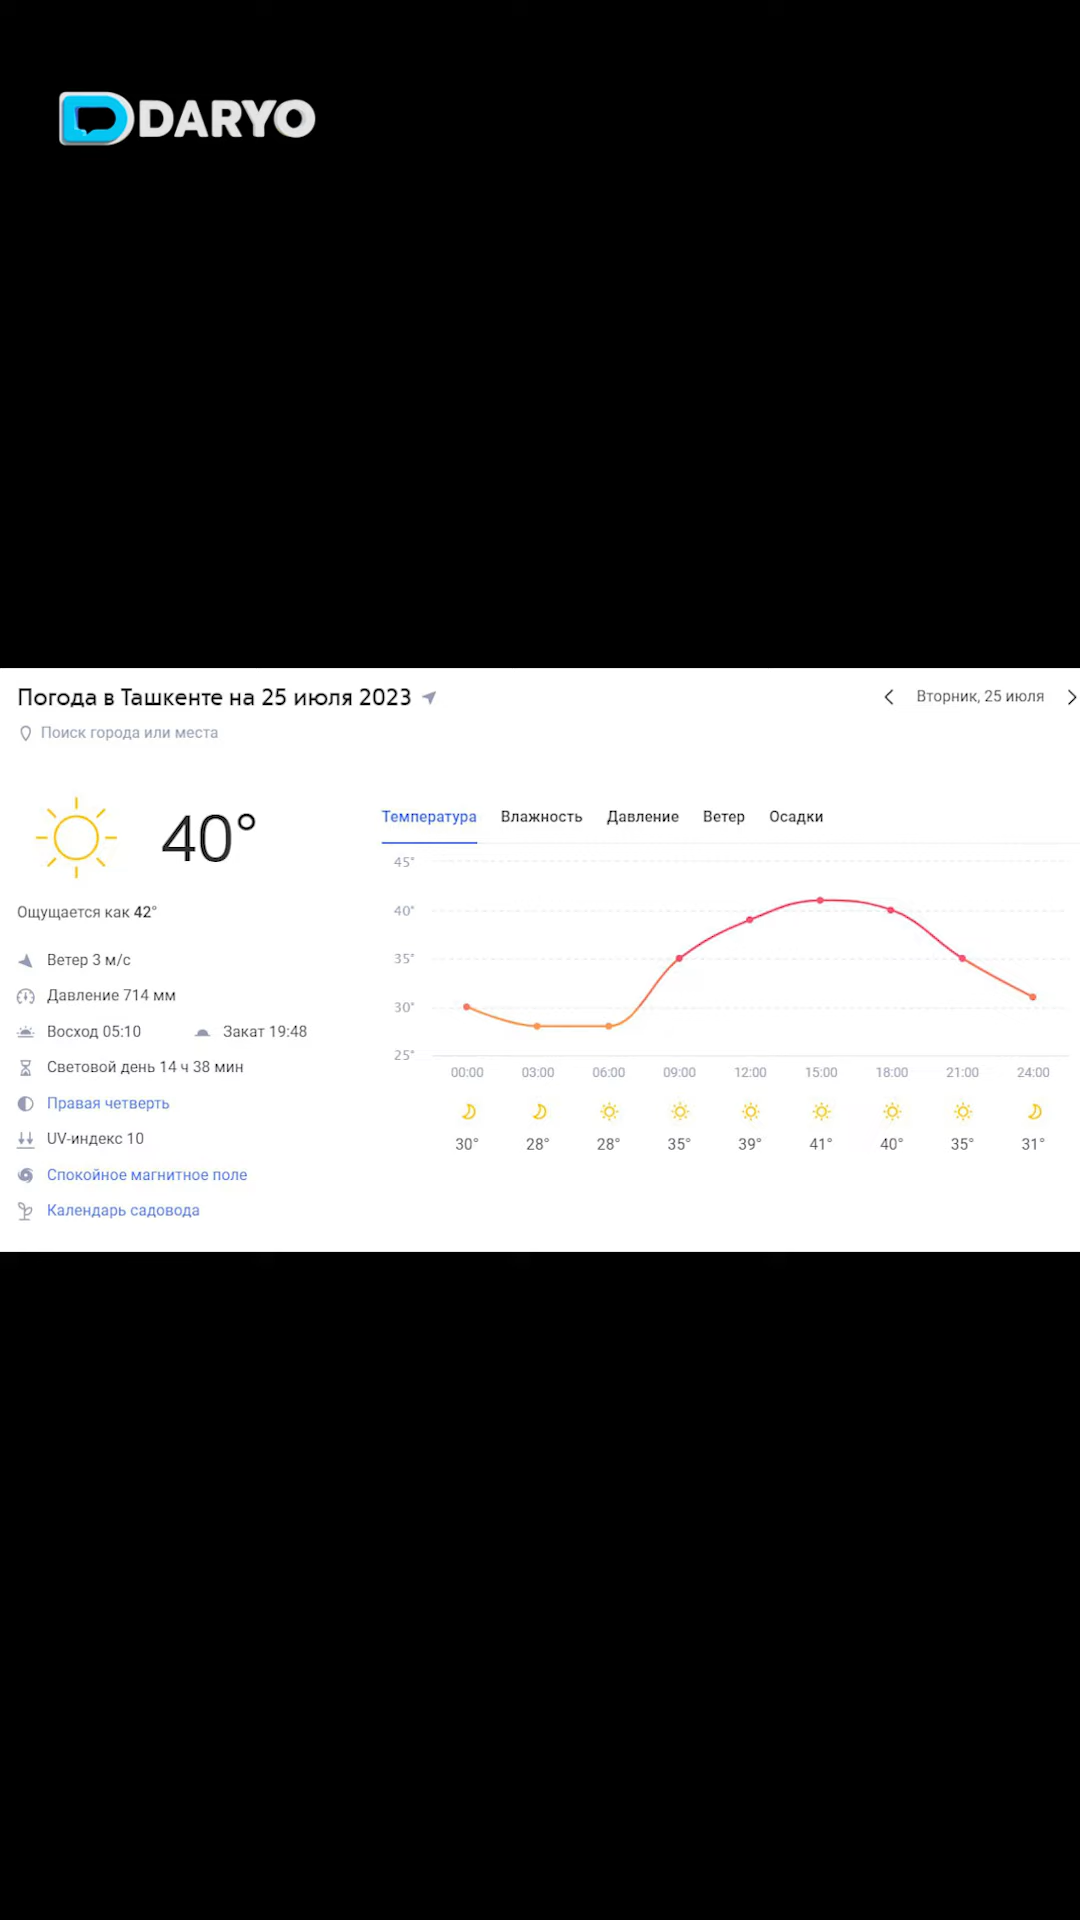 DARYO
Погода в Ташкенте на 25 июля 2023
Вторник, 25 июля
Поиск города или места
40°
Ощущается как 42°
Ветер 3 м/с
Давление 714 мм
Восход 05:10 Закат 19:48
Световой день 14 ч 38 мин
Правая четверть
UV-индекс 10
Спокойное магнитное поле
Календарь садовода
Температура Влажность Давление Ветер Осадки
45°
40°
35°
30°
25°
00:00 03:00 06:00 09:00 12:00 15:00 18:00 21:00 24:00
30° 28° 28° 35° 39° 41° 40° 35° 31°